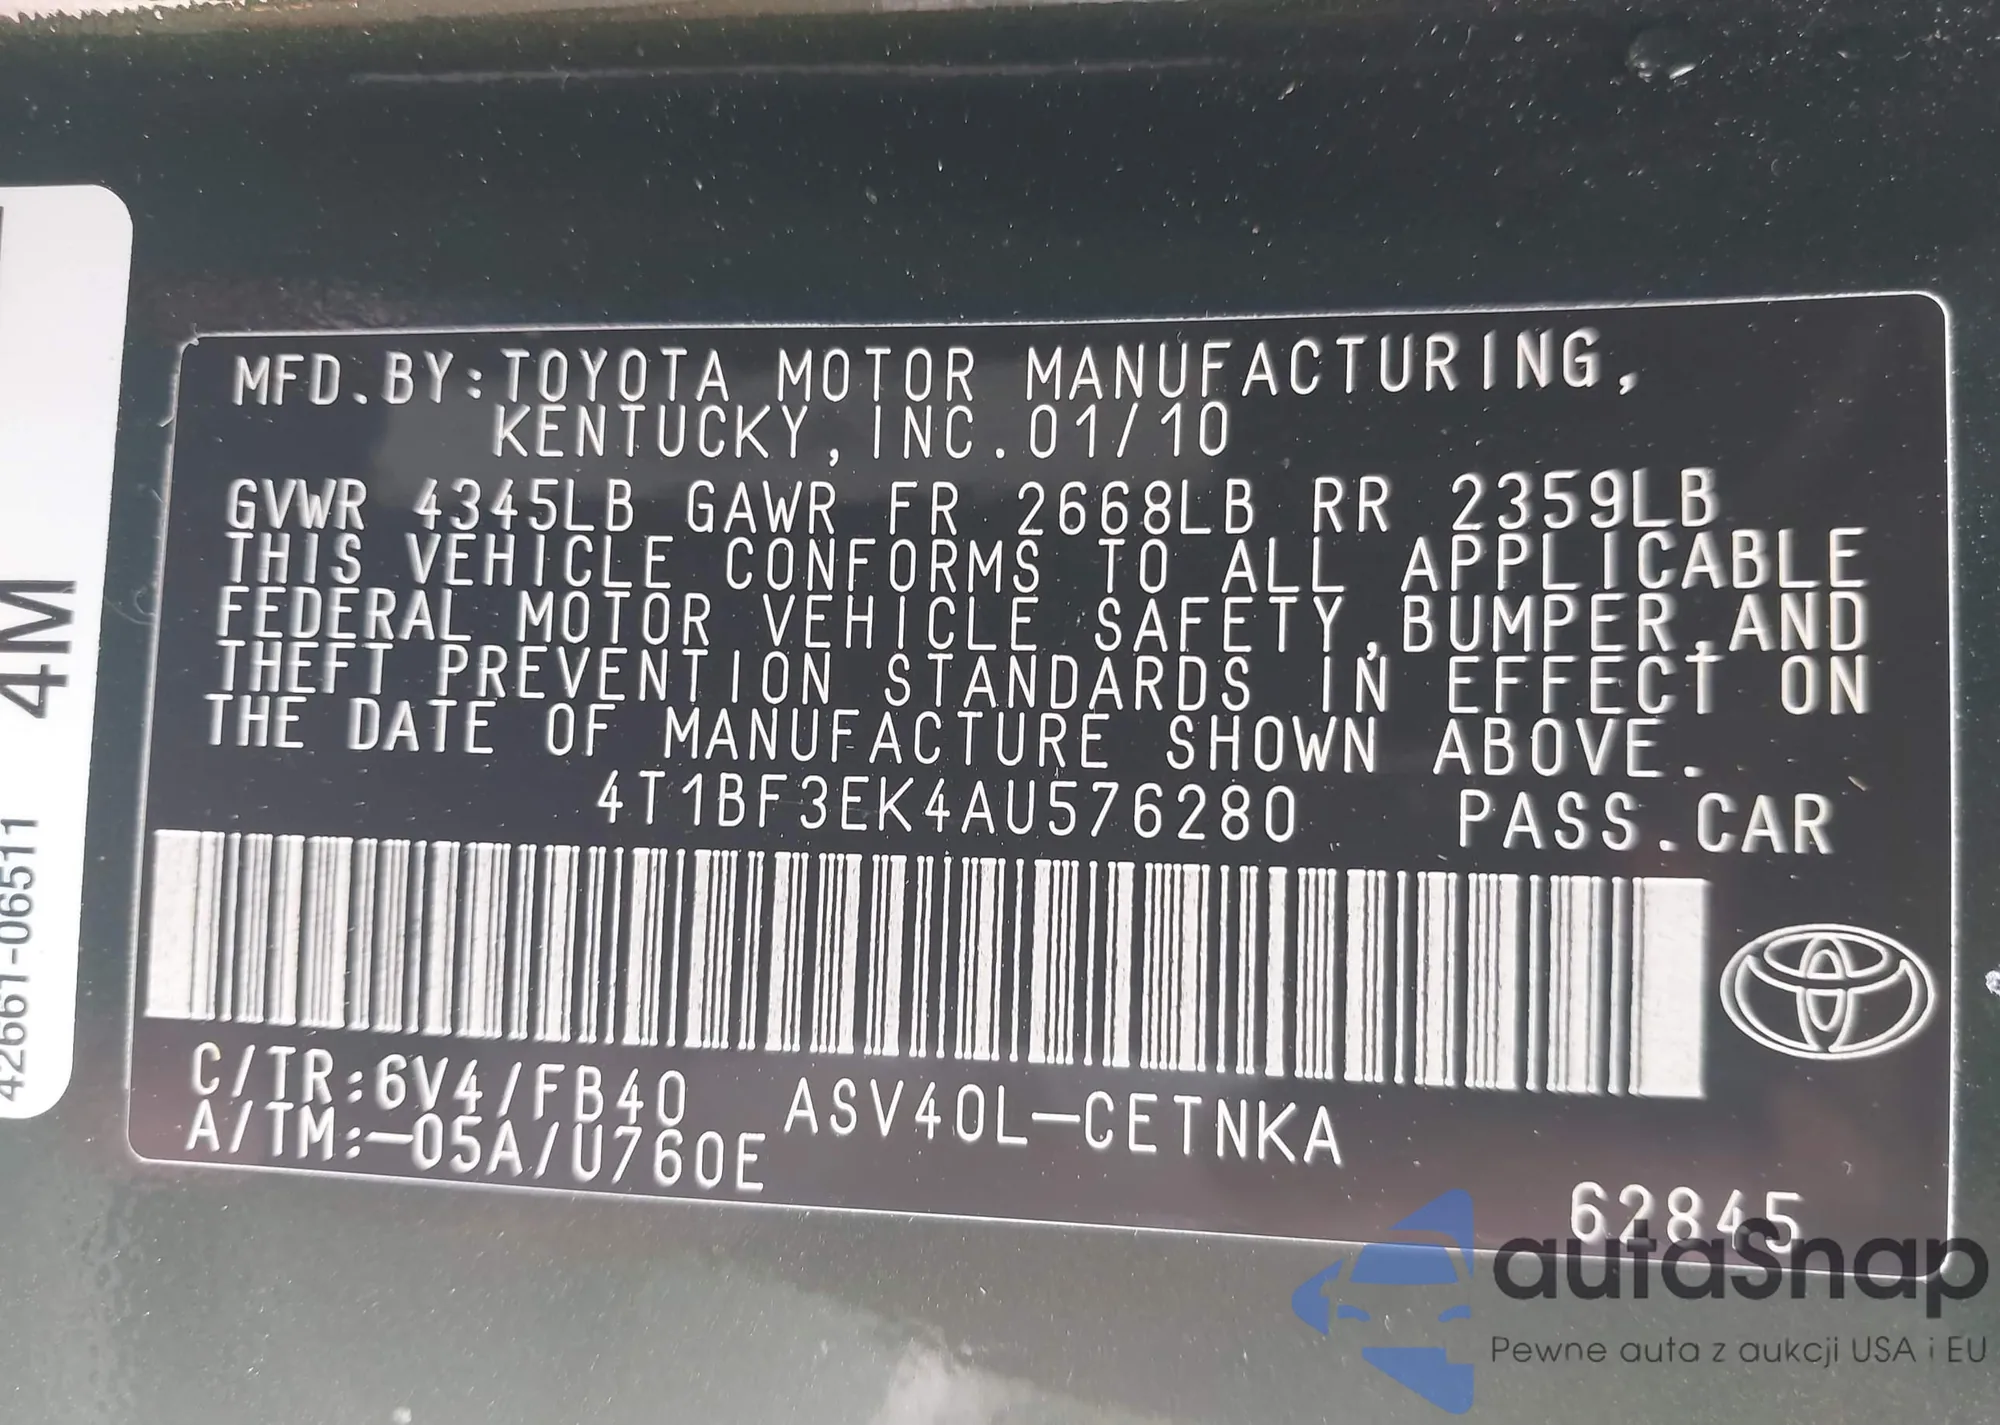 MFD.BY:TOYOTA MOTOR MANUFACTURING,
KENTUCKY,INC.01/10
GVWR 4345LB GAWR FR 2668LB RR 2359LB
THIS VEHICLE CONFORMS TO ALL APPLICABLE
FEDERAL MOTOR VEHICLE SAFETY,BUMPER,AND
THEFT PREVENTION STANDARDS IN EFFECT ON
THE DATE OF MANUFACTURE SHOWN ABOVE.
4T1BF3EK4AU576280 PASS.CAR
C/TR:6V4/FB40 ASV40L-CETNKA
A/TM:-05A/U760E
62845
42661-06511 4M
autaSnap
Pewne auta z aukcji USA i EU